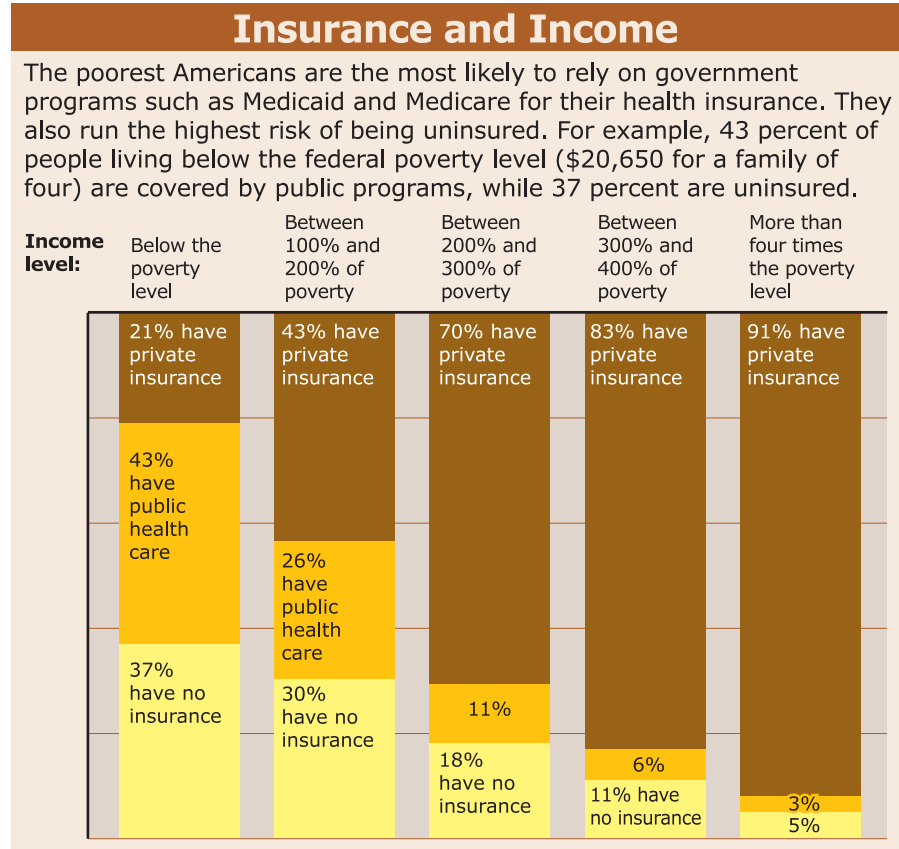 Insurance and Income
The poorest Americans are the most likely to rely on government
programs such as Medicaid and Medicare for their health insurance. They
also run the highest risk of being uninsured. For example, 43 percent of
people living below the federal poverty level ($20,650 for a family of
four) are covered by public programs, while 37 percent are uninsured.
Income
level:
Below the
poverty
level
Between
100% and
200% of
poverty
Between
200% and
300% of
poverty
Between
300% and
400% of
poverty
More than
four times
the poverty
level
21% have
private
insurance
43%
have
public
health
care
37%
have no
insurance
43% have
private
insurance
26%
have
public
health
care
30%
have no
insurance
70% have
private
insurance
11%
18%
have no
insurance
83% have
private
insurance
6%
11% have
no insurance
91% have
private
insurance
3%
5%